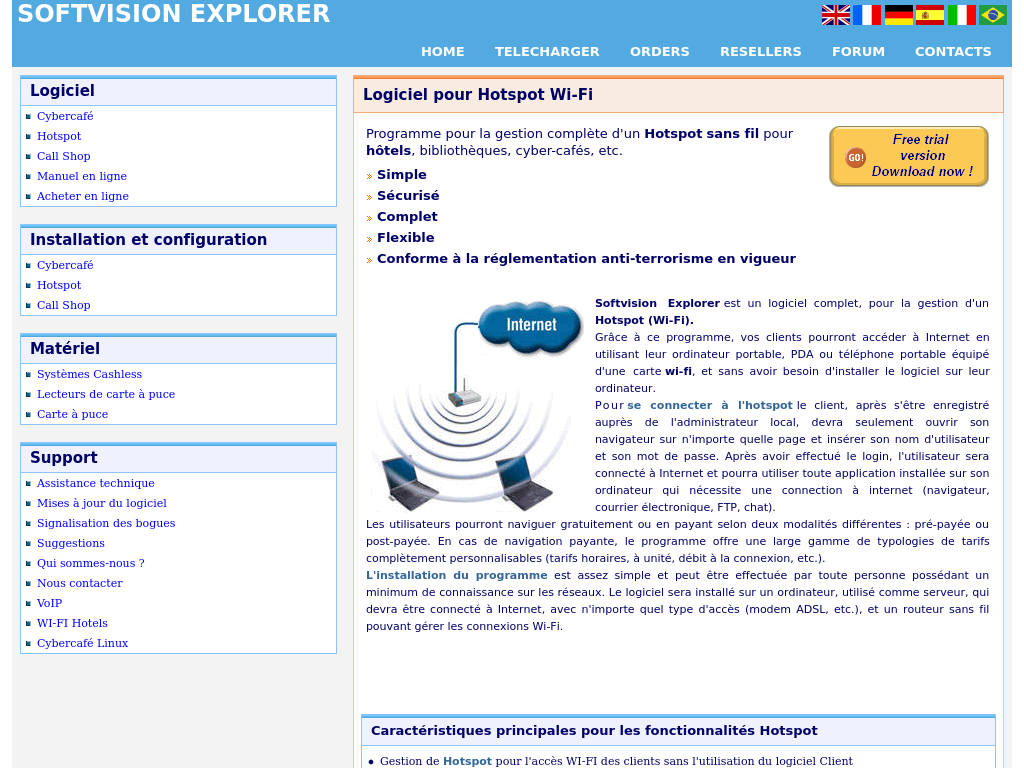 SOFTVISION EXPLORER
HOME TELECHARGER ORDERS RESELLERS FORUM CONTACTS
Logiciel
Cybercafé
Hotspot
Call Shop
Manuel en ligne
Acheter en ligne
Installation et configuration
Cybercafé
Hotspot
Call Shop
Matériel
Systèmes Cashless
Lecteurs de carte à puce
Carte à puce
Support
Assistance technique
Mises à jour du logiciel
Signalisation des bogues
Suggestions
Qui sommes-nous ?
Nous contacter
VoIP
WI-FI Hotels
Cybercafé Linux
Logiciel pour Hotspot Wi-Fi
Programme pour la gestion complète d'un Hotspot sans fil pour
hôtels, bibliothèques, cyber-cafés, etc.
GO!
Free trial
version
Download now !
» Simple
» Sécurisé
» Complet
» Flexible
» Conforme à la réglementation anti-terrorisme en vigueur
Internet
Softvision Explorer est un logiciel complet, pour la gestion d'un
Hotspot (Wi-Fi).
Grâce à ce programme, vos clients pourront accéder à Internet en
utilisant leur ordinateur portable, PDA ou téléphone portable équipé
d'une carte wi-fi, et sans avoir besoin d'installer le logiciel sur leur
ordinateur.
Pour se connecter à l'hotspot le client, après s'être enregistré
auprès de l'administrateur local, devra seulement ouvrir son
navigateur sur n'importe quelle page et insérer son nom d'utilisateur
et son mot de passe. Après avoir effectué le login, l'utilisateur sera
connecté à Internet et pourra utiliser toute application installée sur son
ordinateur qui nécessite une connection à internet (navigateur,
courrier électronique, FTP, chat).
Les utilisateurs pourront naviguer gratuitement ou en payant selon deux modalités différentes : pré-payée ou
post-payée. En cas de navigation payante, le programme offre une large gamme de typologies de tarifs
complètement personnalisables (tarifs horaires, à unité, débit à la connexion, etc.).
L'installation du programme est assez simple et peut être effectuée par toute personne possédant un
minimum de connaissance sur les réseaux. Le logiciel sera installé sur un ordinateur, utilisé comme serveur, qui
devra être connecté à Internet, avec n'importe quel type d'accès (modem ADSL, etc.), et un routeur sans fil
pouvant gérer les connexions Wi-Fi.
Caractéristiques principales pour les fonctionnalités Hotspot
• Gestion de Hotspot pour l'accès WI-FI des clients sans l'utilisation du logiciel Client